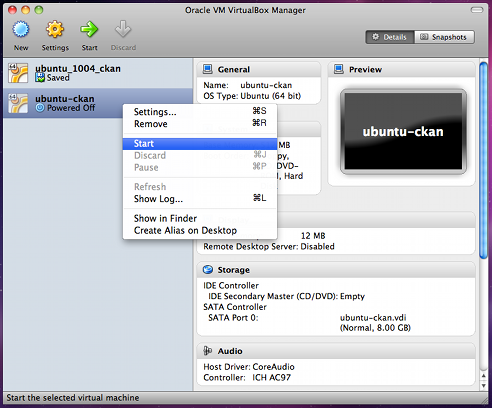 Oracle VM VirtualBox Manager
New Settings Start Discard
Details Snapshots
ubuntu_1004_ckan
Saved
ubuntu-ckan
Powered Off
Settings... ⌘S
Remove ⌘R
Start
Discard ⌘J
Pause ⌘P
Refresh
Show Log... ⌘L
Show in Finder
Create Alias on Desktop
General
Name: ubuntu-ckan
OS Type: Ubuntu (64 bit)
MB
py,
DVD-
, Hard
12 MB
Remote Desktop Server: Disabled
Preview
ubuntu-ckan
Storage
IDE Controller
IDE Secondary Master (CD/DVD): Empty
SATA Controller
SATA Port 0: ubuntu-ckan.vdi
(Normal, 8.00 GB)
Audio
Host Driver: CoreAudio
Controller: ICH AC97
Start the selected virtual machine